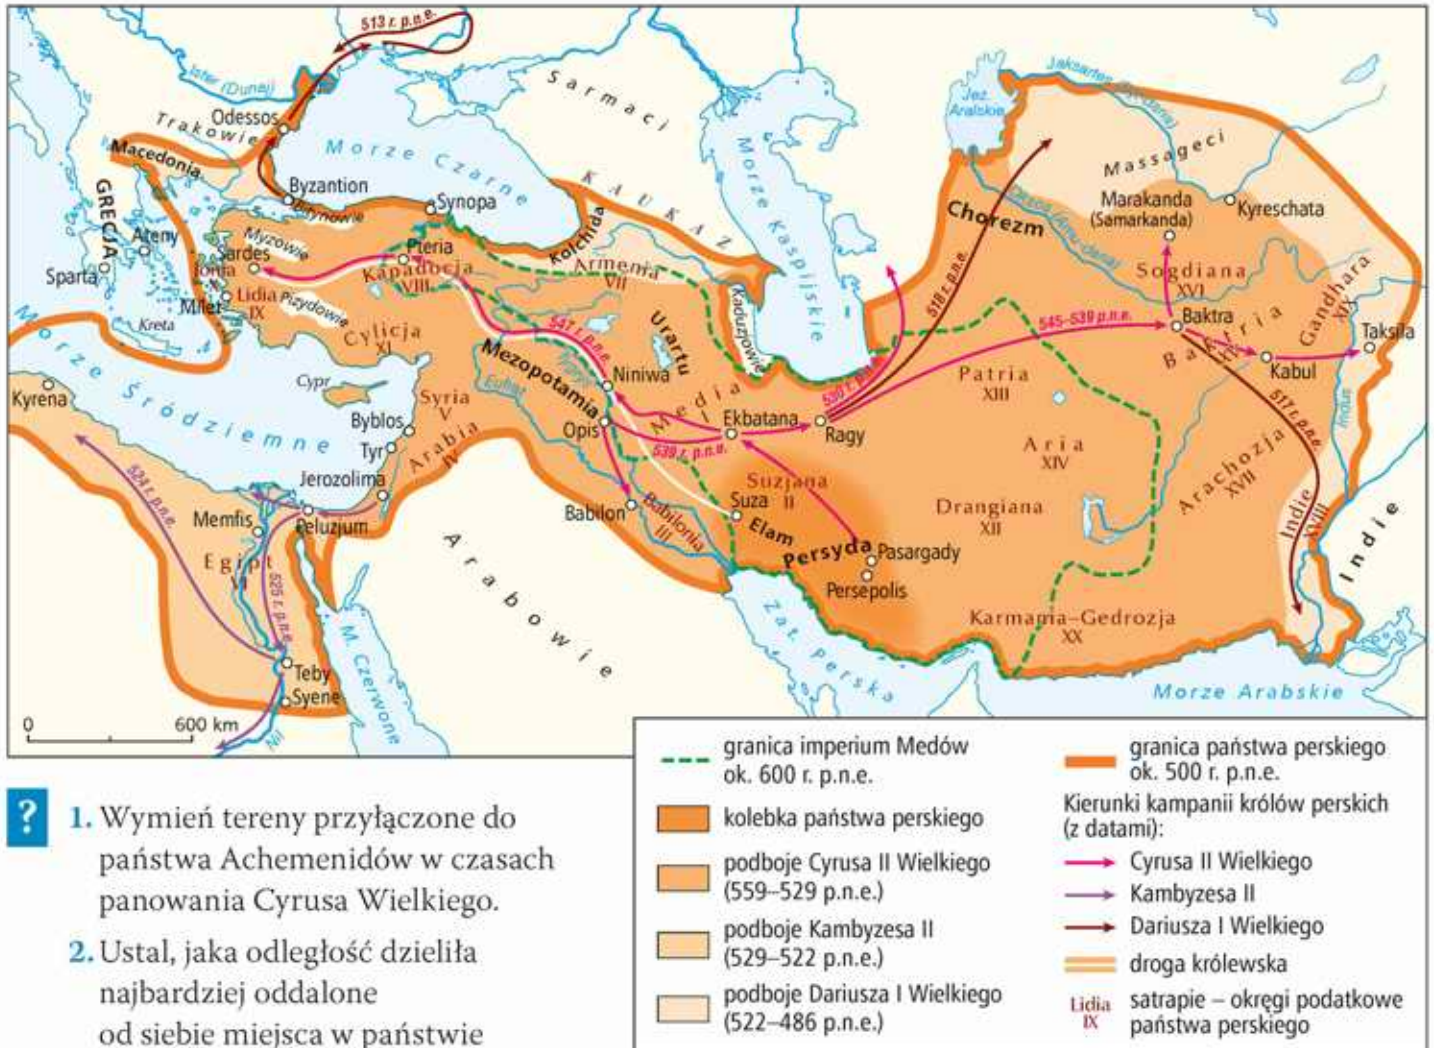 513 r. p.n.e.
Ister (Dunaj)
Sarmaci
Jaksartes
Jez.
Aralskie
Odessos
Trakowie
Morze Czarne
Massageci
Macedonia
KAUKAZ
Morze Kaspijskie
Marakanda
(Samarkanda)
Kyreschata
Byzantion
Bitynowie
Synopa
Kolchida
Chorezm
GRECJA
Ateny
Myzowie
Sardes
Pteria
Kapadocja
VIII
Armenia
VII
518 r. p.n.e.
Sogdiana
XVI
Gandhara
XIX
Sparta
Jonia
X
Milet
Lidia
IX
Pizydowie
Kaduzjowie
Baktra
Baktria
Taksila
Kreta
Cylicja
XI
547 r. p.n.e.
Urartu
545–539 p.n.e.
Kabul
Mezopotamia
Tygrys
Niniwa
530 r. p.n.e.
Patria
XIII
Indus
Kyrena
Morze Śródziemne
Cypr
Syria
V
Eufrat
Media
I
517 r. p.n.e.
Byblos
Opis
Ekbatana
Ragy
Tyr
Arabia
IV
539 r. p.n.e.
Aria
XIV
Arachozja
XVII
524 r. p.n.e.
Jerozolima
Suzjana
II
Memfis
Peluzjum
Babilon
Babilonia
III
Suza
Elam
Drangiana
XII
Indie
XVIII
Indie
Egipt
VI
Arabowie
Persyda
Pasargady
525 r. p.n.e.
Persepolis
Karmania–Gedrozja
XX
M. Czerwone
Zat. Perska
Teby
Syene
Morze Arabskie
0 600 km
Nil
granica imperium Medów
ok. 600 r. p.n.e.
kolebka państwa perskiego
podboje Cyrusa II Wielkiego
(559–529 p.n.e.)
podboje Kambyzesa II
(529–522 p.n.e.)
podboje Dariusza I Wielkiego
(522–486 p.n.e.)
granica państwa perskiego
ok. 500 r. p.n.e.
Kierunki kampanii królów perskich
(z datami):
Cyrusa II Wielkiego
Kambyzesa II
Dariusza I Wielkiego
droga królewska
Lidia
IX
satrapie – okręgi podatkowe
państwa perskiego
?
1. Wymień tereny przyłączone do
państwa Achemenidów w czasach
panowania Cyrusa Wielkiego.
2. Ustal, jaka odległość dzieliła
najbardziej oddalone
od siebie miejsca w państwie